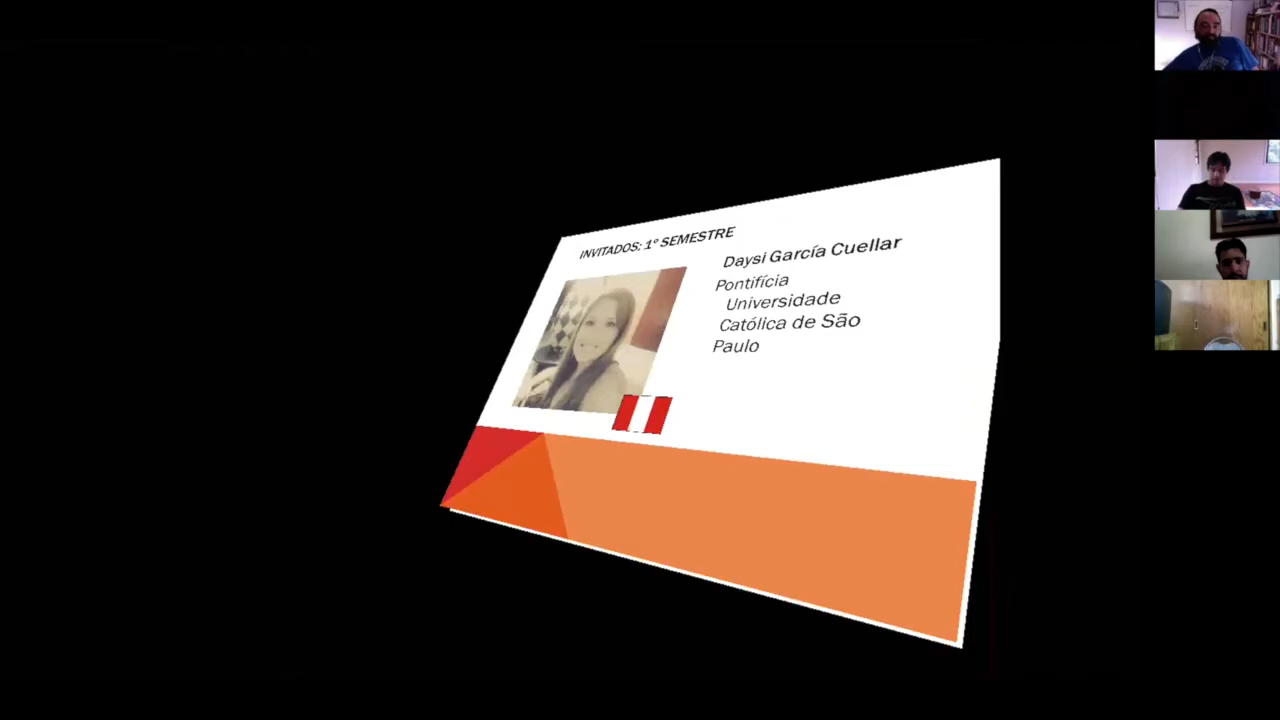 INVITADOS: 1º SEMESTRE
Daysi García Cuellar
Pontifícia
Universidade
Católica de São
Paulo